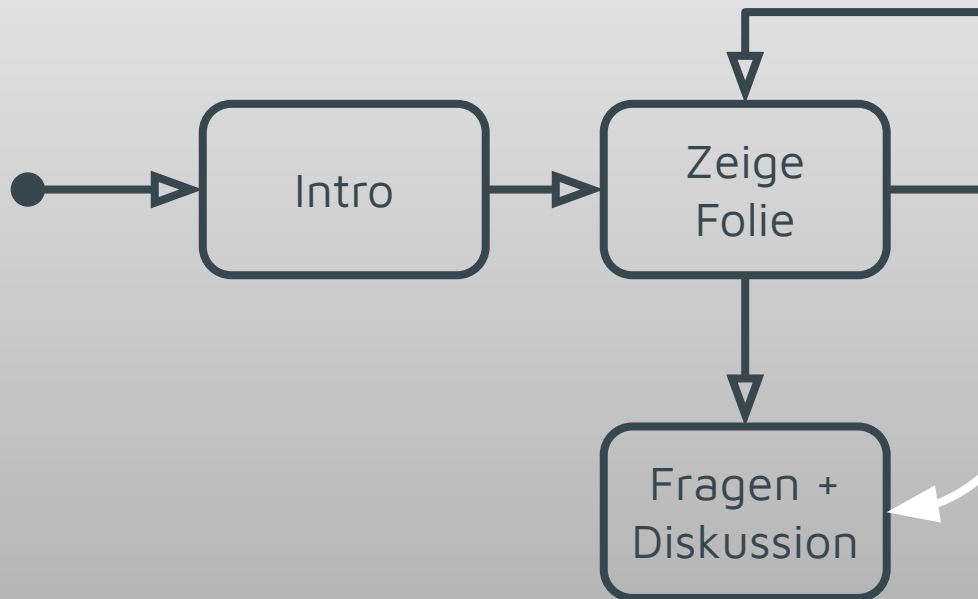 Intro
Zeige
Folie
Fragen +
Diskussion